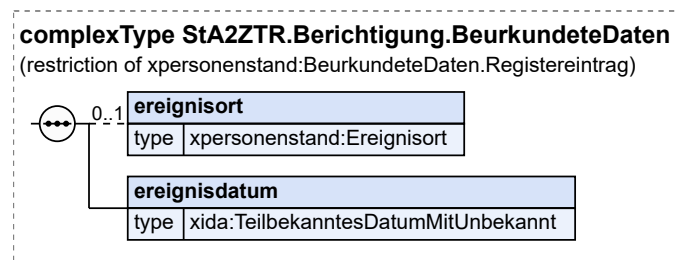 complexType StA2ZTR.Berichtigung.BeurkundeteDaten
(restriction of xpersonenstand:BeurkundeteDaten.Registereintrag)
0..1
ereignisort
type xpersonenstand:Ereignisort
ereignisdatum
type xida:TeilbekanntesDatumMitUnbekannt